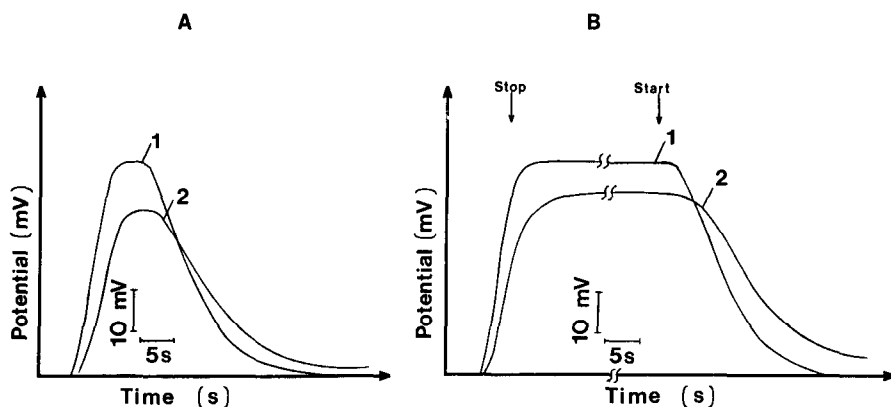 A
B
Stop
Start
1
2
1
2
Potential (mV)
10 mV
5s
Time (s)
Potential (mV)
10 mV
5s
Time (s)